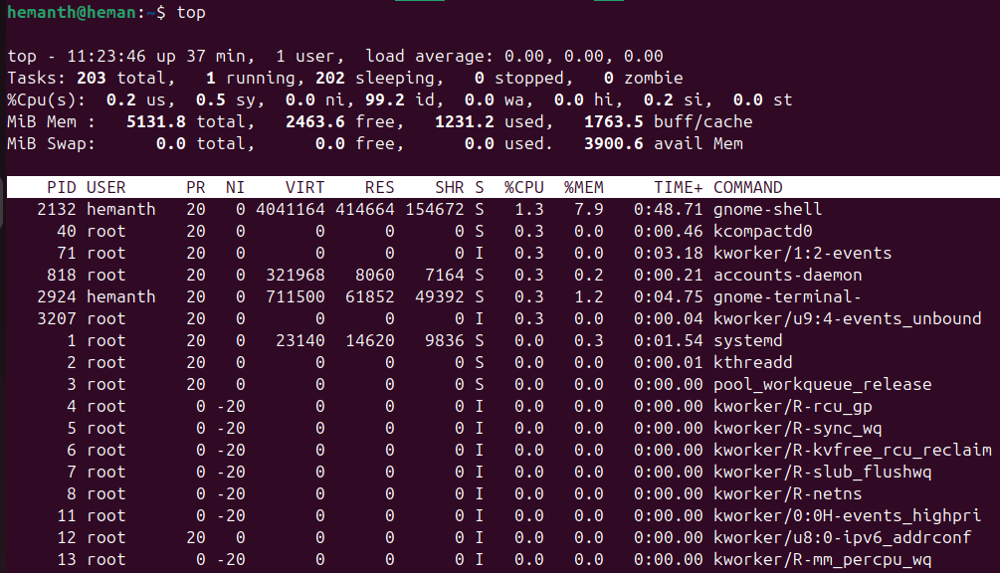 hemanth@heman:~$ top
top - 11:23:46 up 37 min,  1 user,  load average: 0.00, 0.00, 0.00
Tasks: 203 total,   1 running, 202 sleeping,   0 stopped,   0 zombie
%Cpu(s):  0.2 us,  0.5 sy,  0.0 ni, 99.2 id,  0.0 wa,  0.0 hi,  0.2 si,  0.0 st
MiB Mem :   5131.8 total,   2463.6 free,   1231.2 used,   1763.5 buff/cache
MiB Swap:      0.0 total,      0.0 free,      0.0 used.   3900.6 avail Mem
    PID USER      PR  NI    VIRT    RES    SHR S  %CPU  %MEM     TIME+ COMMAND
   2132 hemanth   20   0 4041164 414664 154672 S   1.3   7.9   0:48.71 gnome-shell
     40 root      20   0       0      0      0 S   0.3   0.0   0:00.46 kcompactd0
     71 root      20   0       0      0      0 I   0.3   0.0   0:03.18 kworker/1:2-events
    818 root      20   0  321968   8060   7164 S   0.3   0.2   0:00.21 accounts-daemon
   2924 hemanth   20   0  711500  61852  49392 S   0.3   1.2   0:04.75 gnome-terminal-
   3207 root      20   0       0      0      0 I   0.3   0.0   0:00.04 kworker/u9:4-events_unbound
      1 root      20   0   23140  14620   9836 S   0.0   0.3   0:01.54 systemd
      2 root      20   0       0      0      0 S   0.0   0.0   0:00.01 kthreadd
      3 root      20   0       0      0      0 S   0.0   0.0   0:00.00 pool_workqueue_release
      4 root       0 -20       0      0      0 I   0.0   0.0   0:00.00 kworker/R-rcu_gp
      5 root       0 -20       0      0      0 I   0.0   0.0   0:00.00 kworker/R-sync_wq
      6 root       0 -20       0      0      0 I   0.0   0.0   0:00.00 kworker/R-kvfree_rcu_reclaim
      7 root       0 -20       0      0      0 I   0.0   0.0   0:00.00 kworker/R-slub_flushwq
      8 root       0 -20       0      0      0 I   0.0   0.0   0:00.00 kworker/R-netns
     11 root       0 -20       0      0      0 I   0.0   0.0   0:00.00 kworker/0:0H-events_highpri
     12 root      20   0       0      0      0 I   0.0   0.0   0:00.00 kworker/u8:0-ipv6_addrconf
     13 root       0 -20       0      0      0 I   0.0   0.0   0:00.00 kworker/R-mm_percpu_wq